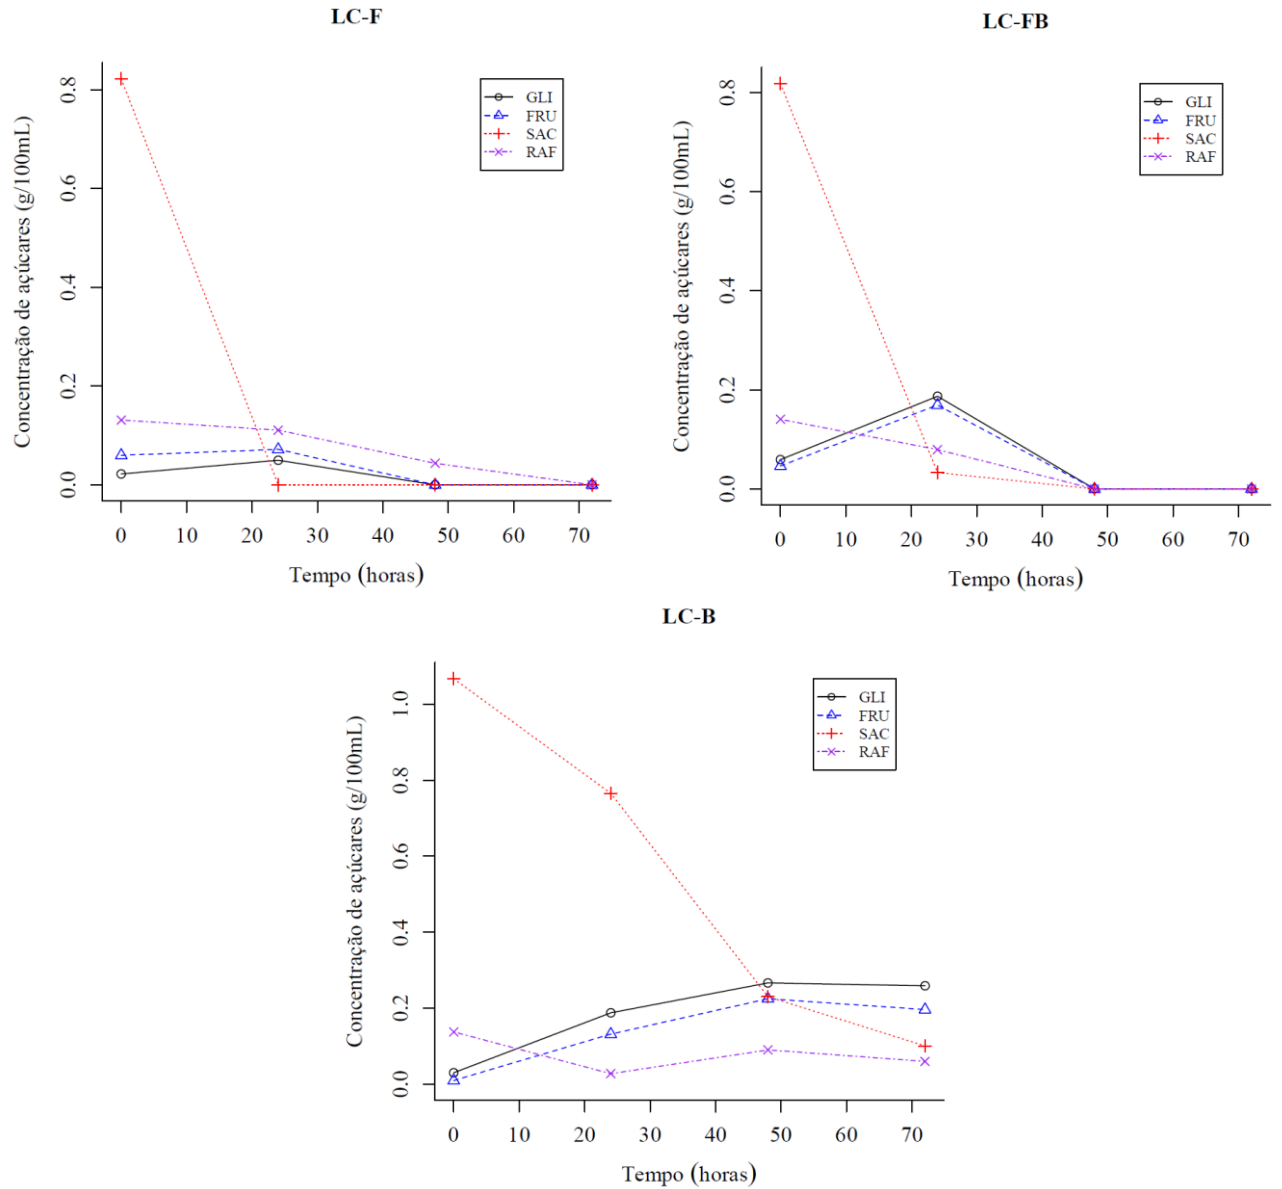 LC-F
Concentração de açúcares (g/100mL)
0.8
0.6
0.4
0.2
0.0
GLI
FRU
SAC
RAF
0 10 20 30 40 50 60 70
Tempo (horas)
LC-FB
Concentração de açúcares (g/100mL)
0.8
0.6
0.4
0.2
0.0
GLI
FRU
SAC
RAF
0 10 20 30 40 50 60 70
Tempo (horas)
LC-B
Concentração de açúcares (g/100mL)
1.0
0.8
0.6
0.4
0.2
0.0
GLI
FRU
SAC
RAF
0 10 20 30 40 50 60 70
Tempo (horas)